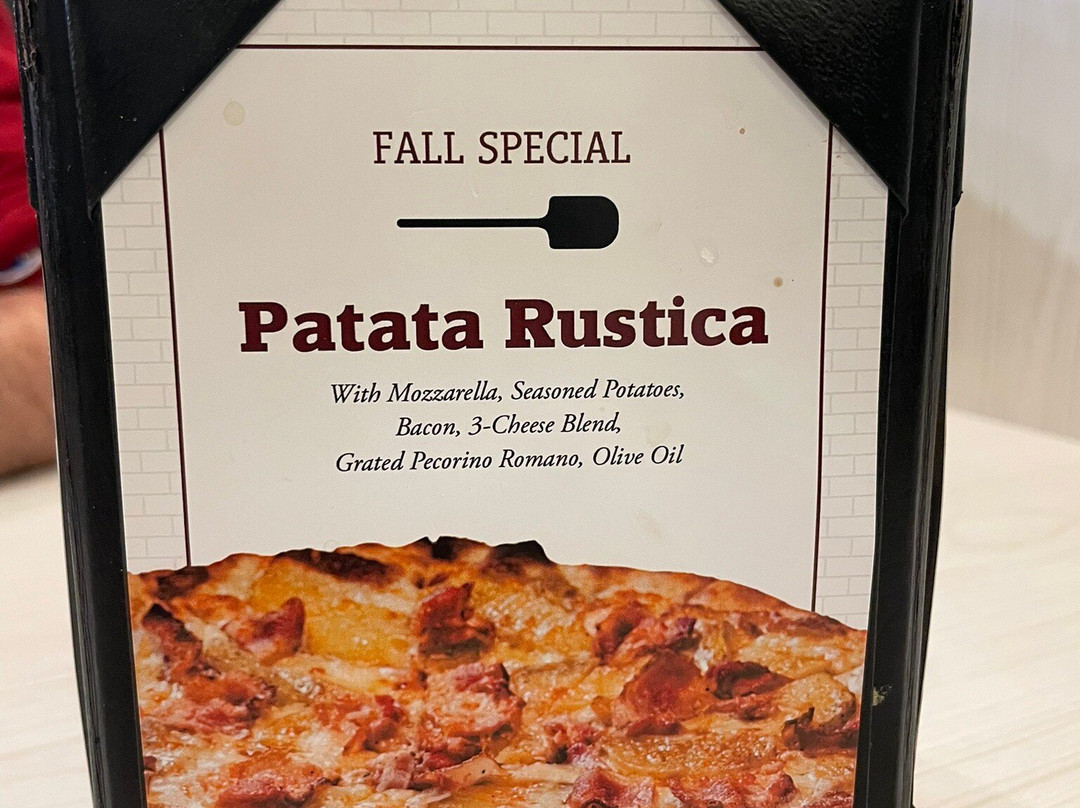 FALL SPECIAL
Patata Rustica
With Mozzarella, Seasoned Potatoes,
Bacon, 3-Cheese Blend,
Grated Pecorino Romano, Olive Oil